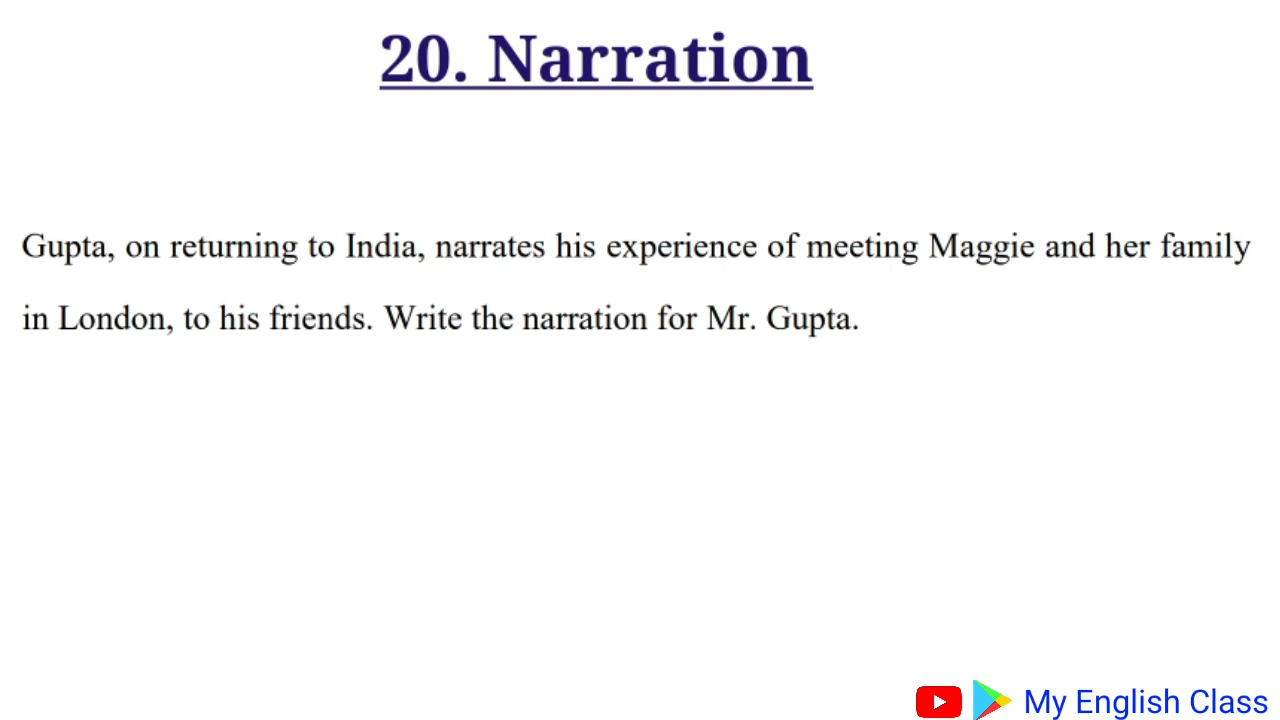 20. Narration
Gupta, on returning to India, narrates his experience of meeting Maggie and her family
in London, to his friends. Write the narration for Mr. Gupta.
My English Class